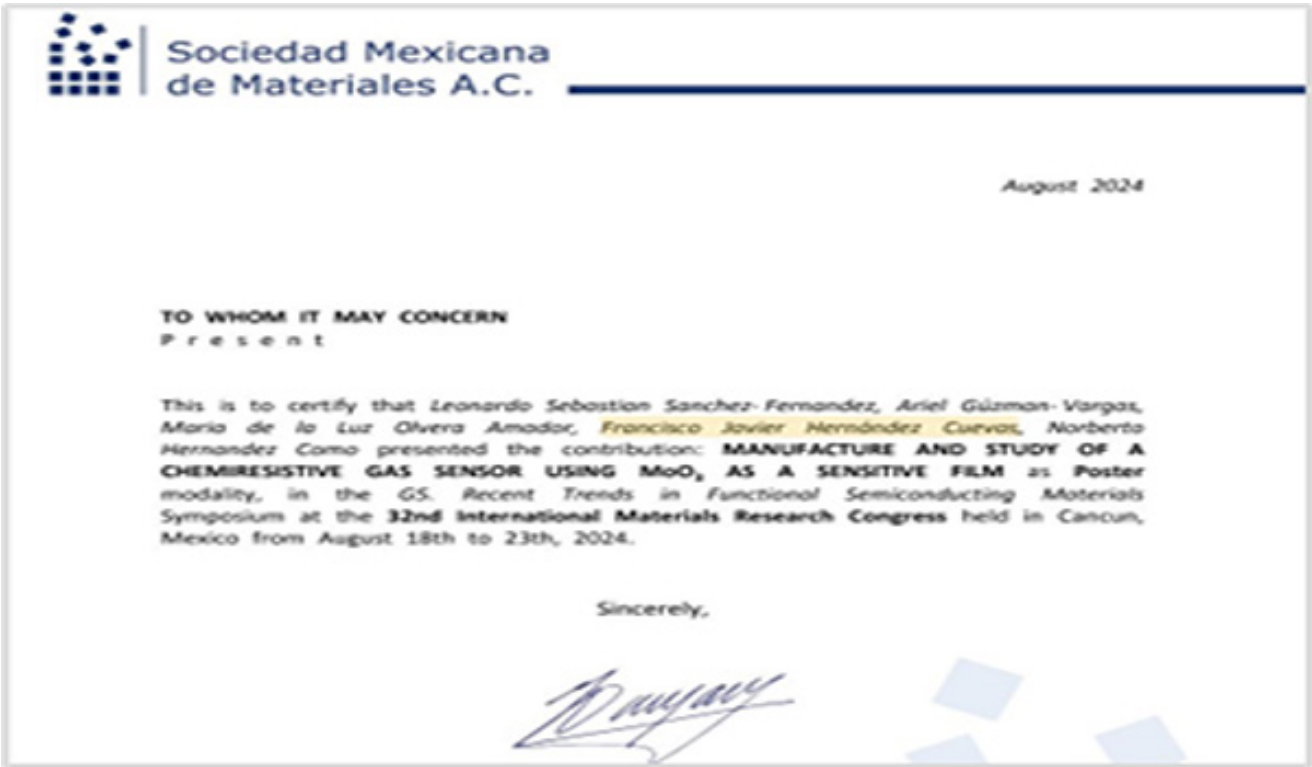 Sociedad Mexicana
de Materiales A.C.
August 2024
TO WHOM IT MAY CONCERN
P r e s e n t
This is to certify that Leonardo Sebastian Sanchez-Fernandez, Ariel Gúzman-Vargas,
Maria de la Luz Olvera Amador, Francisco Javier Hernández Cuevas, Norberto
Hernandez Como presented the contribution: MANUFACTURE AND STUDY OF A
CHEMIRESISTIVE GAS SENSOR USING AS A SENSITIVE FILM as Poster
modality, in the G5. Recent Trends in Functional Semiconducting Materials
Symposium at the 32nd International Materials Research Congress held in Cancun,
Mexico from August 18th to 23th, 2024.
Sincerely,